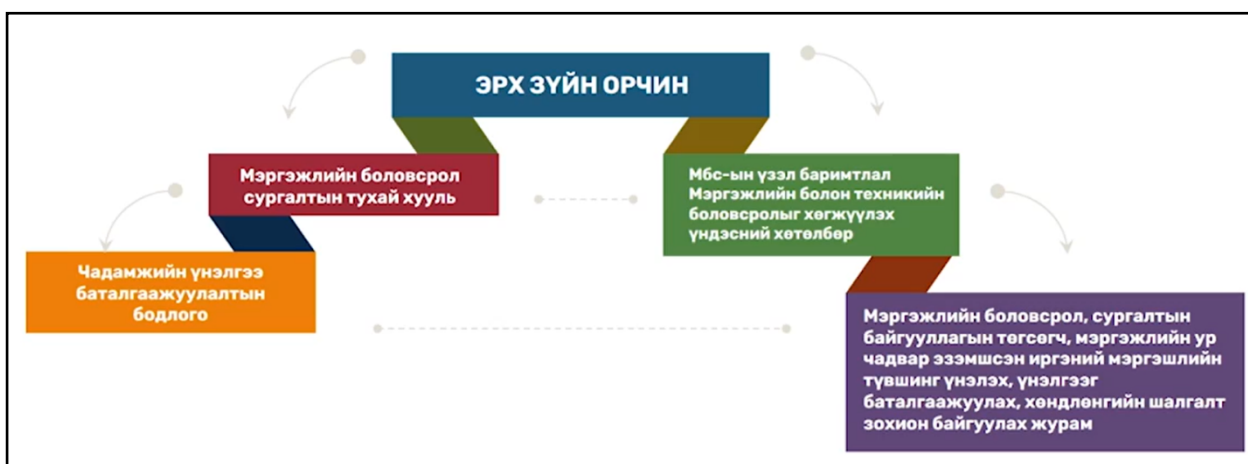 ЭРХ ЗҮЙН ОРЧИН
Мэргэжлийн боловсрол
сургалтын тухай хууль
Мбс-ын үзэл баримтлал
Мэргэжлийн болон техникийн
боловсролыг хөгжүүлэх
үндэсний хөтөлбөр
Чадамжийн үнэлгээ
баталгаажуулалтын
бодлого
Мэргэжлийн боловсрол, сургалтын
байгууллагын төгсөгч, мэргэжлийн ур
чадвар эзэмшсэн иргэний мэргэшлийн
түвшинг үнэлэх, үнэлгээг
баталгаажуулах, хөндлөнгийн шалгалт
зохион байгуулах журам